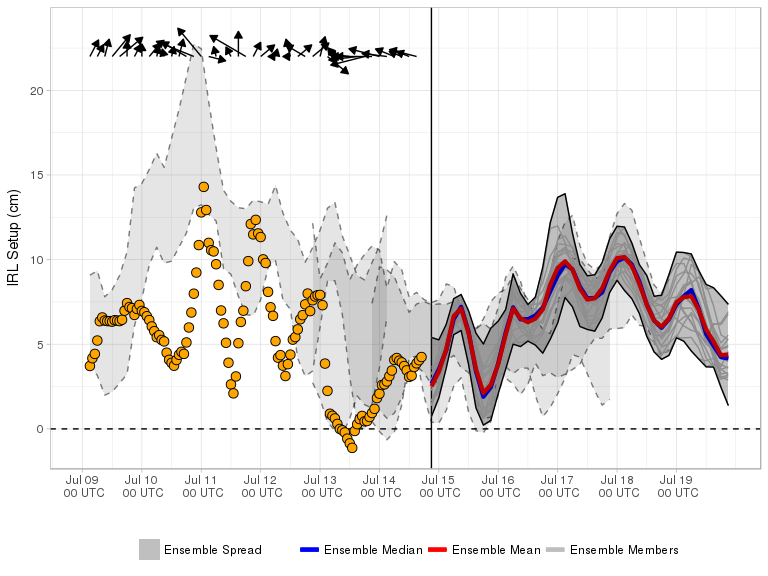 20
15
10
5
0
IRL Setup (cm)
Jul 09 Jul 10 Jul 11 Jul 12 Jul 13 Jul 14 Jul 15 Jul 16 Jul 17 Jul 18 Jul 19
00 UTC 00 UTC 00 UTC 00 UTC 00 UTC 00 UTC 00 UTC 00 UTC 00 UTC 00 UTC 00 UTC
Ensemble Spread Ensemble Median Ensemble Mean Ensemble Members